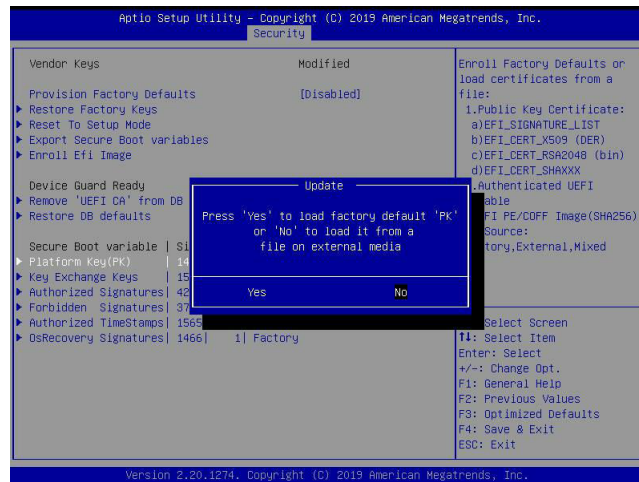 Aptio Setup Utility – Copyright (C) 2019 American Megatrends, Inc.
Security
Vendor Keys Modified
Provision Factory Defaults [Disabled]
Restore Factory Keys
Reset To Setup Mode
Export Secure Boot variables
Enroll Efi Image
Device Guard Ready
Remove 'UEFI CA' from DB
Restore DB defaults
Secure Boot variable | Si
Platform Key(PK) | 14
Key Exchange Keys | 15
Authorized Signatures| 42
Forbidden Signatures| 37
Authorized TimeStamps| 1565
OsRecovery Signatures| 1466| 1| Factory
Update
Press 'Yes' to load factory default 'PK'
or 'No' to load it from a
file on external media
Yes No
Enroll Factory Defaults or
load certificates from a
file:
1.Public Key Certificate:
a)EFI_SIGNATURE_LIST
b)EFI_CERT_X509 (DER)
c)EFI_CERT_RSA2048 (bin)
d)EFI_CERT_SHAXXX
.Authenticated UEFI
able
FI PE/COFF Image(SHA256)
Source:
tory,External,Mixed
Select Screen
↑↓: Select Item
Enter: Select
+/-: Change Opt.
F1: General Help
F2: Previous Values
F3: Optimized Defaults
F4: Save & Exit
ESC: Exit
Version 2.20.1274. Copyright (C) 2019 American Megatrends, Inc.